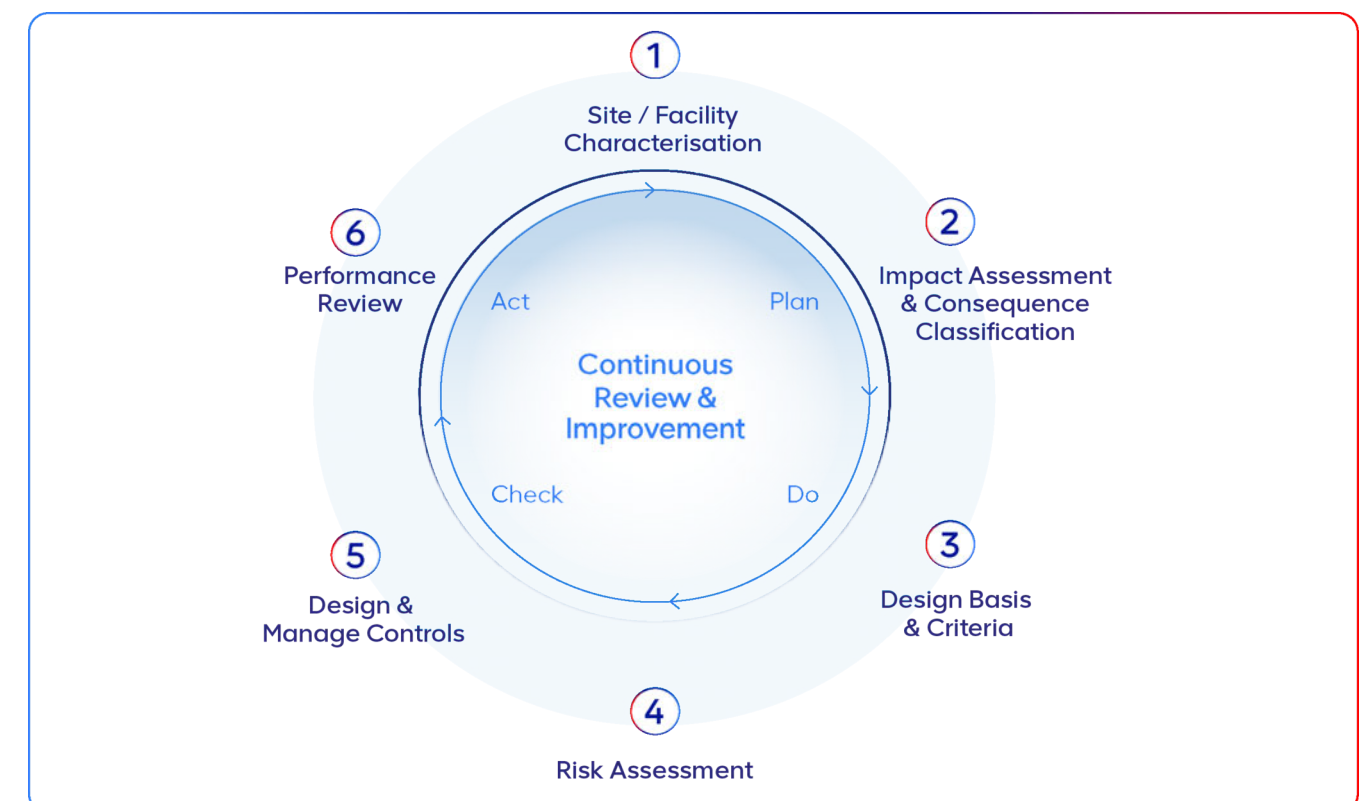 1
Site / Facility
Characterisation
2
Impact Assessment
& Consequence
Classification
3
Design Basis
& Criteria
4
Risk Assessment
5
Design &
Manage Controls
6
Performance
Review
Act
Plan
Continuous
Review &
Improvement
Check
Do